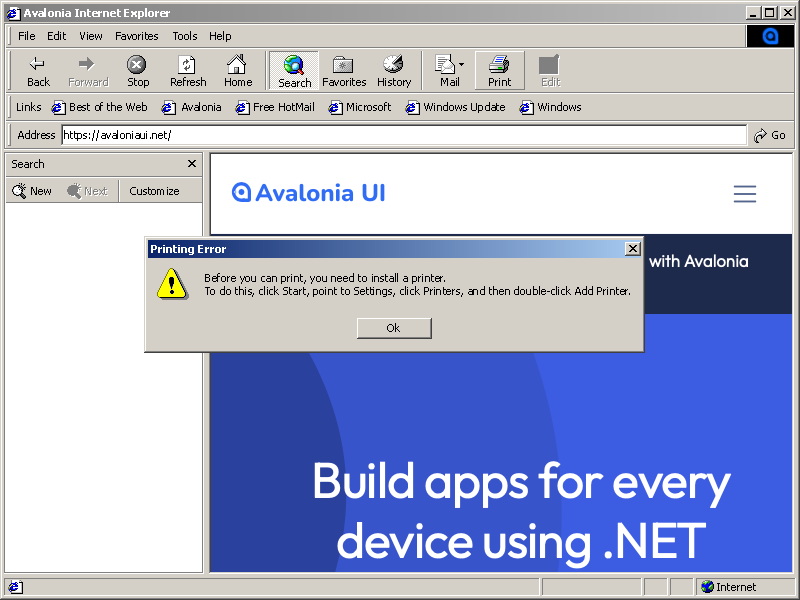 Avalonia Internet Explorer
File Edit View Favorites Tools Help
Back Forward Stop Refresh Home Search Favorites History Mail Print Edit
Links Best of the Web Avalonia Free HotMail Microsoft Windows Update Windows
Address https://avaloniaui.net/ Go
Search
New Next Customize
Avalonia UI
with Avalonia
Printing Error
Before you can print, you need to install a printer.
To do this, click Start, point to Settings, click Printers, and then double-click Add Printer.
Ok
Build apps for every
device using .NET
Internet